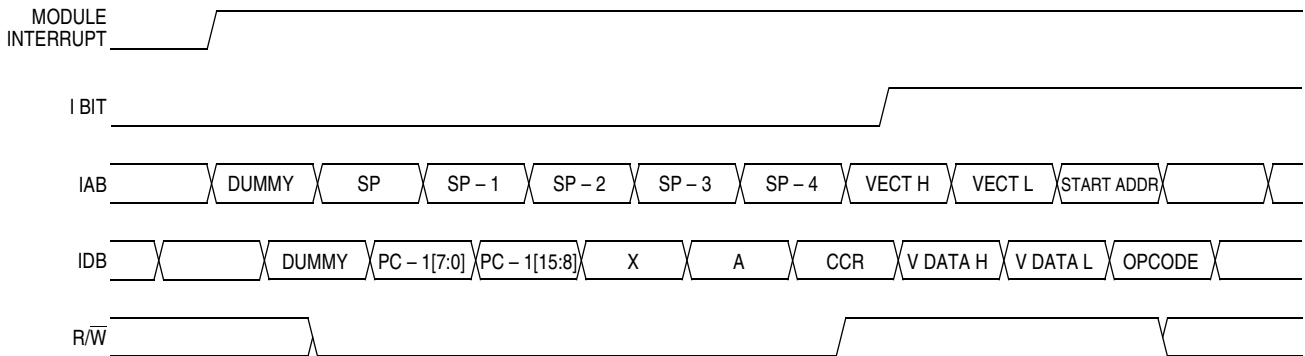 MODULE
INTERRUPT
I BIT
IAB DUMMY SP SP – 1 SP – 2 SP – 3 SP – 4 VECT H VECT L START ADDR
IDB DUMMY PC – 1[7:0] PC – 1[15:8] X A CCR V DATA H V DATA L OPCODE
R/W̅